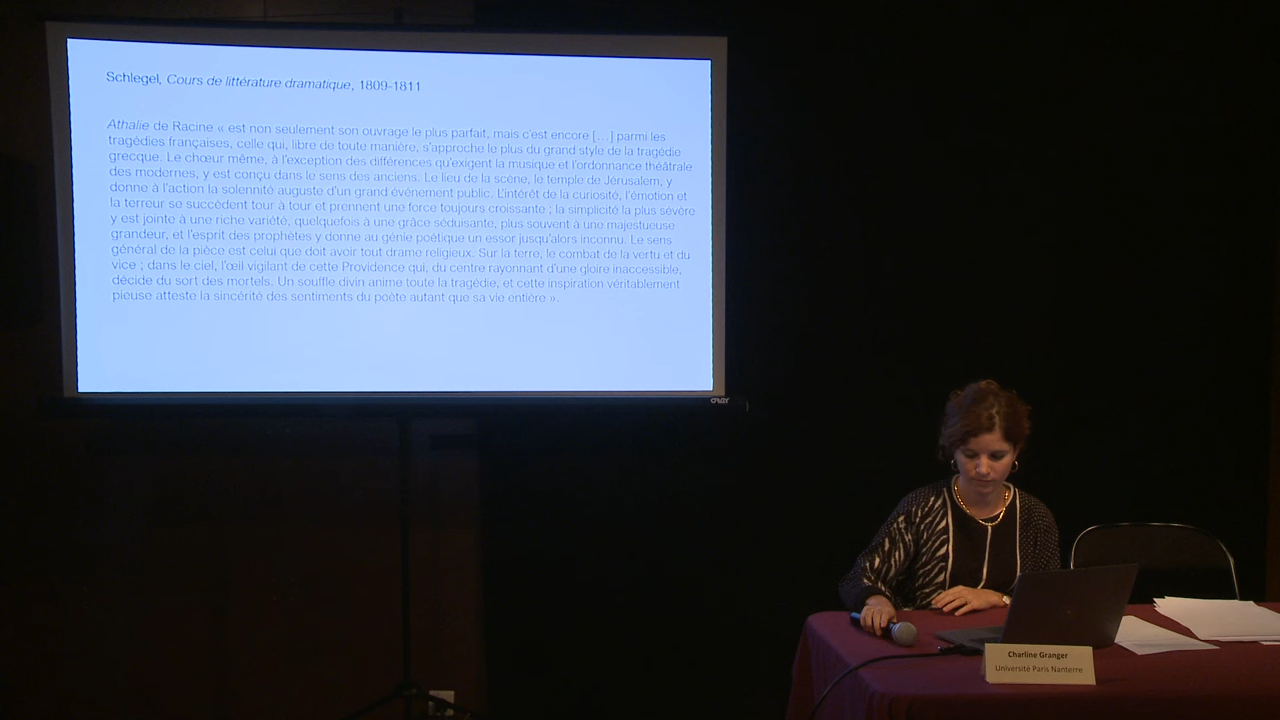 Schlegel, Cours de littérature dramatique, 1809-1811
Athalie de Racine « est non seulement son ouvrage le plus parfait, mais c'est encore [...] parmi les
tragédies françaises, celle qui, libre de toute manière, s'approche le plus du grand style de la tragédie
grecque. Le chœur même, à l'exception des différences qu'exigent la musique et l'ordonnance théâtrale
des modernes, y est conçu dans le sens des anciens. Le lieu de la scène, le temple de Jérusalem, y
donne à l'action la solennité auguste d'un grand événement public. L'intérêt de la curiosité, l'émotion et
la terreur se succèdent tour à tour et prennent une force toujours croissante ; la simplicité la plus sévère
y est jointe à une riche variété, quelquefois à une grâce séduisante, plus souvent à une majestueuse
grandeur, et l'esprit des prophètes y donne au génie poétique un essor jusqu'alors inconnu. Le sens
général de la pièce est celui que doit avoir tout drame religieux. Sur la terre, le combat de la vertu et du
vice ; dans le ciel, l'œil vigilant de cette Providence qui, du centre rayonnant d'une gloire inaccessible,
décide du sort des mortels. Un souffle divin anime toute la tragédie, et cette inspiration véritablement
pieuse atteste la sincérité des sentiments du poète autant que sa vie entière ».
oray
Charline Granger
Université Paris Nanterre